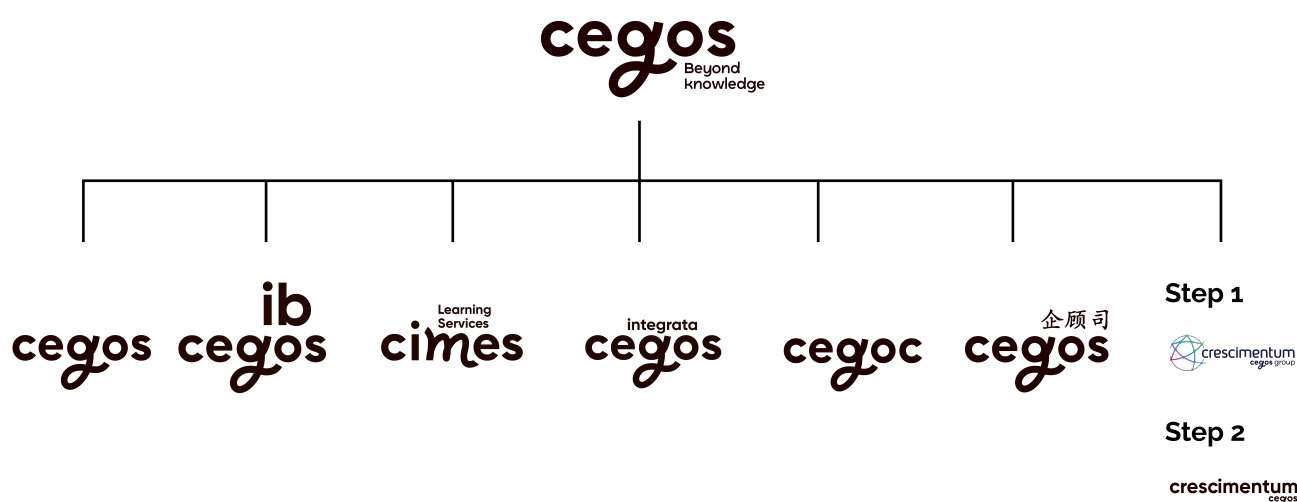 cegos
Beyond
knowledge
cegos
ib
cegos
Learning
Services
cimes
integrata
cegos
cegoc
企顾司
cegos
Step 1
crescimentum
cegos group
Step 2
crescimentum
cegos